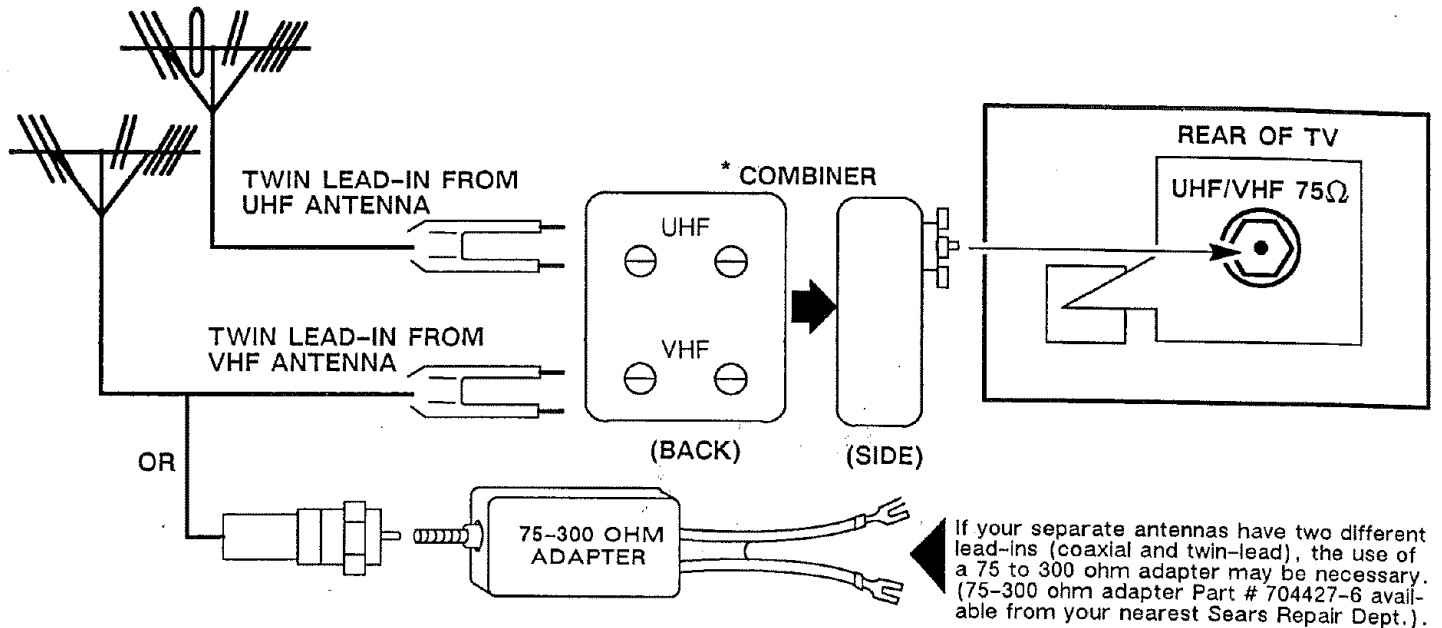 REAR OF TV
TWIN LEAD-IN FROM
UHF ANTENNA
* COMBINER
UHF/VHF 75Ω
UHF
TWIN LEAD-IN FROM
VHF ANTENNA
VHF
(BACK)
(SIDE)
OR
75-300 OHM
ADAPTER
If your separate antennas have two different
lead-ins (coaxial and twin-lead), the use of
a 75 to 300 ohm adapter may be necessary.
(75-300 ohm adapter Part # 704427-6 avail-
able from your nearest Sears Repair Dept.).